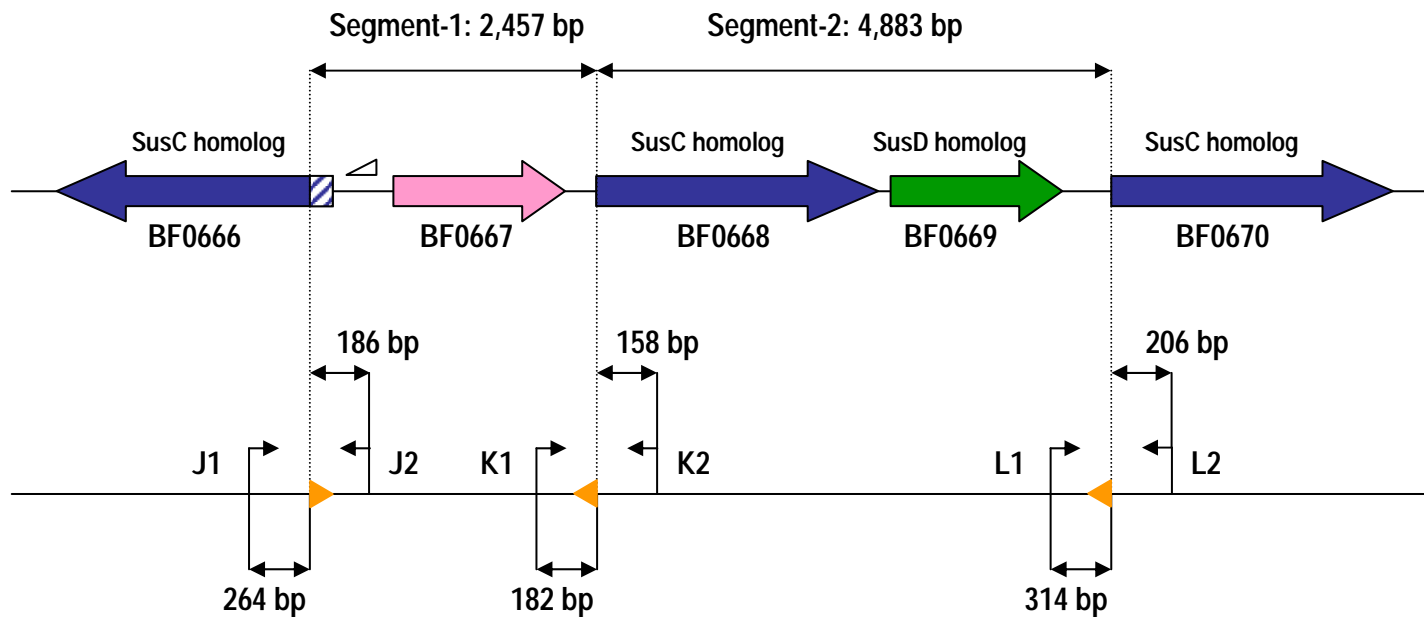 Segment-1: 2,457 bp Segment-2: 4,883 bp
SusC homolog SusC homolog SusD homolog SusC homolog
BF0666 BF0667 BF0668 BF0669 BF0670
186 bp 158 bp 206 bp
J1 J2 K1 K2 L1 L2
264 bp 182 bp 314 bp